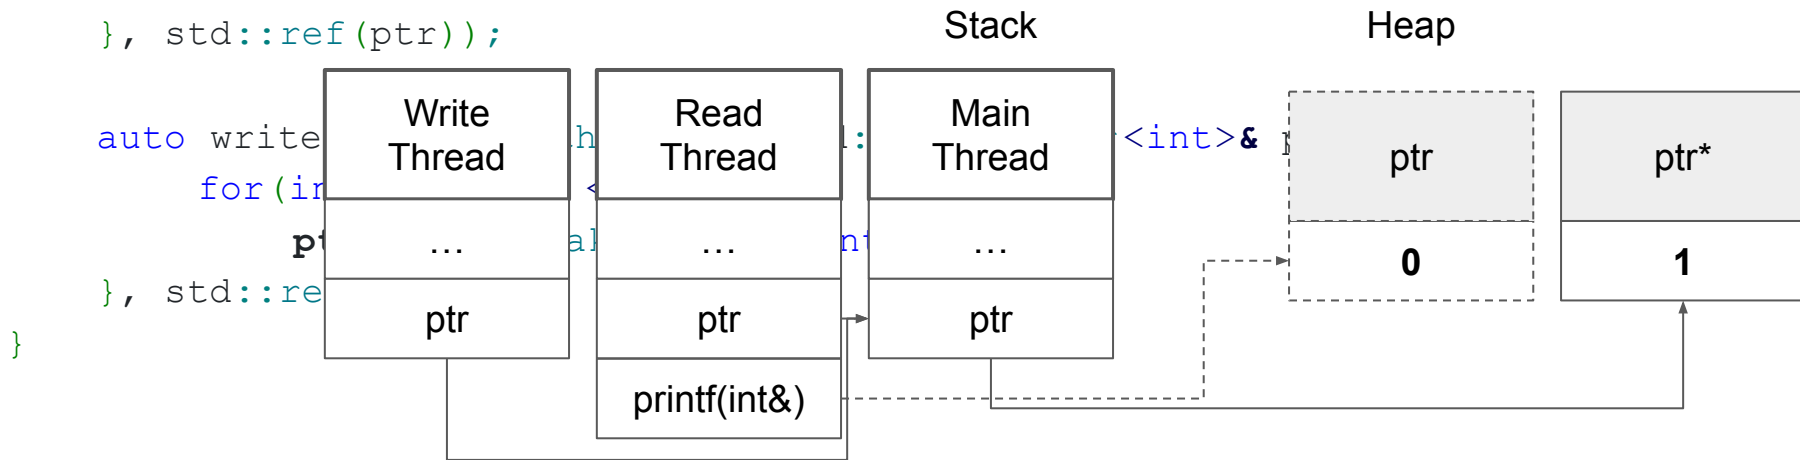 }, std::ref(ptr));
Stack
Heap
Write
Thread
Read
Thread
Main
Thread
auto write
<int>&
for(in
ptr
ptr*
…
…
…
0
1
}, std::re
ptr
ptr
ptr
}
printf(int&)